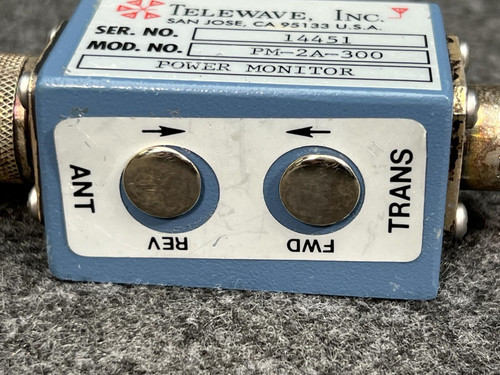 TELEWAVE, INC.
SAN JOSE, CA 95133 U.S.A.
SER. NO. 14451
MOD. NO. PM-2A-300
POWER MONITOR
ANT
TRANS
REV
FWD